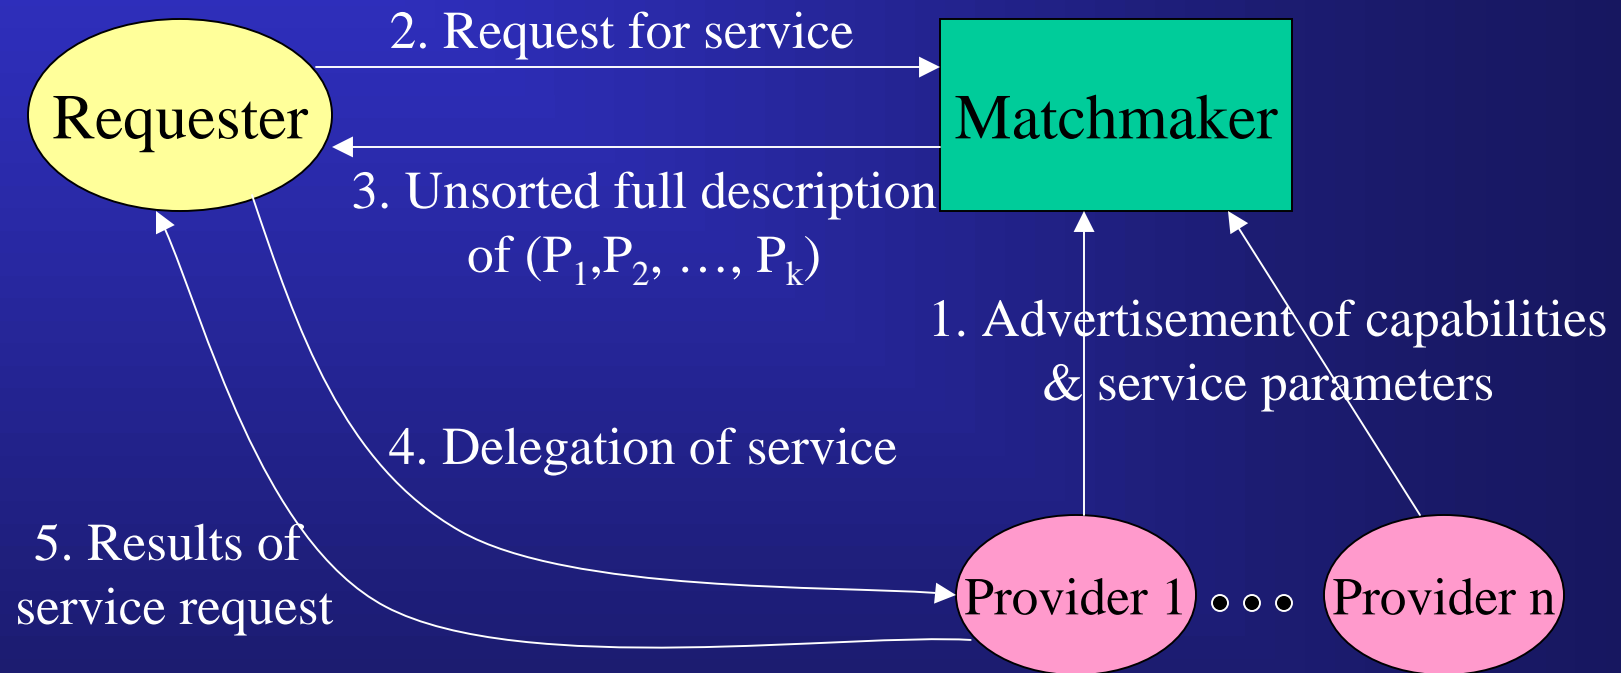 2. Request for service
Requester
Matchmaker
3. Unsorted full description
of (P₁,P₂, …, Pₖ)
1. Advertisement of capabilities
& service parameters
4. Delegation of service
5. Results of
service request
Provider 1
Provider n